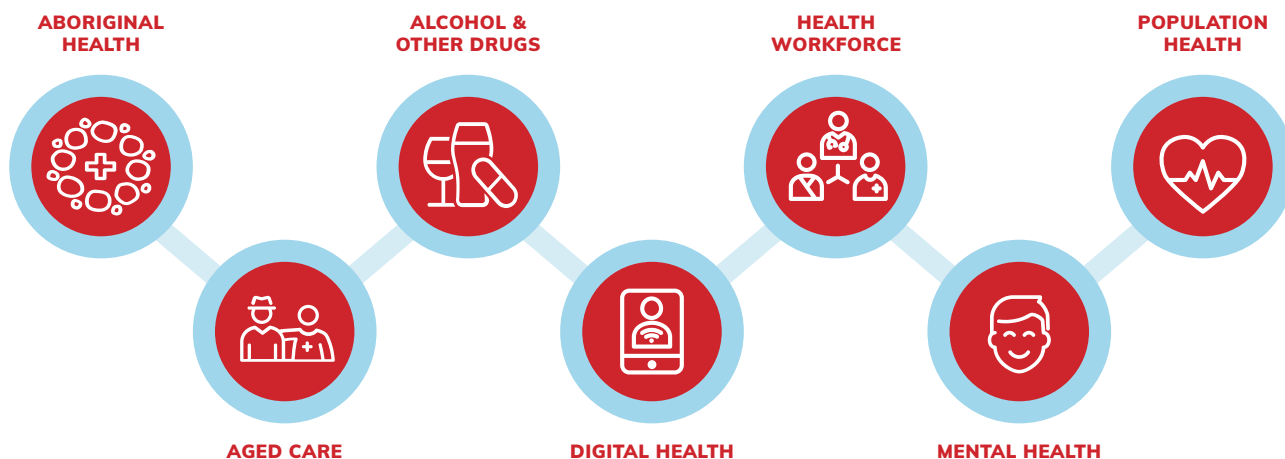 ABORIGINAL
HEALTH
ALCOHOL &
OTHER DRUGS
HEALTH
WORKFORCE
POPULATION
HEALTH
AGED CARE
DIGITAL HEALTH
MENTAL HEALTH